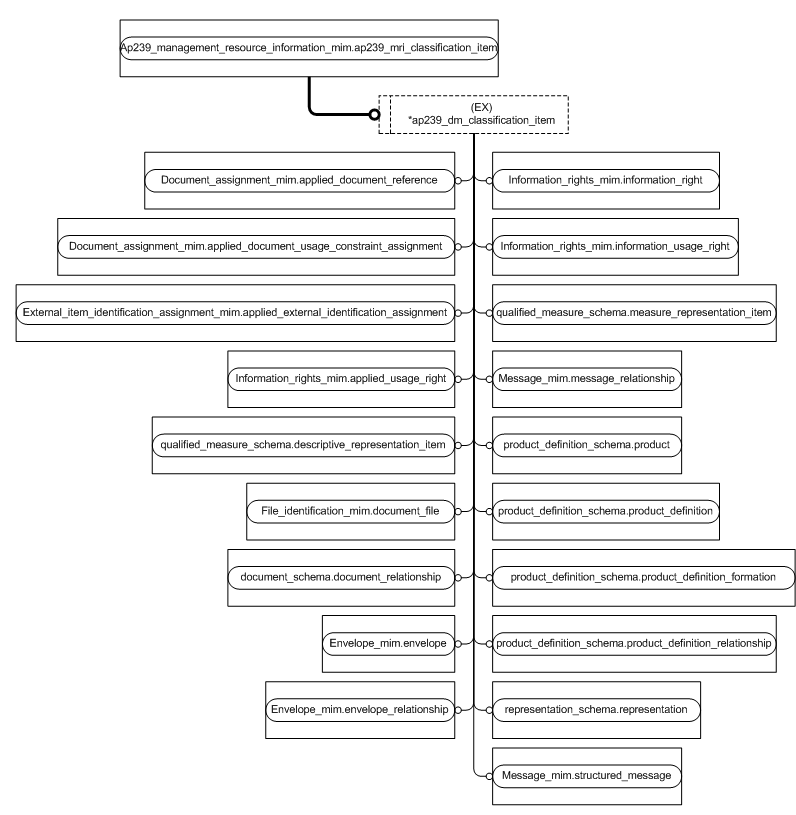 Ap239_management_resource_information_mim.ap239_mri_classification_item
(EX)
*ap239_dm_classification_item
Document_assignment_mim.applied_document_reference
Information_rights_mim.information_right
Document_assignment_mim.applied_document_usage_constraint_assignment
Information_rights_mim.information_usage_right
External_item_identification_assignment_mim.applied_external_identification_assignment
qualified_measure_schema.measure_representation_item
Information_rights_mim.applied_usage_right
Message_mim.message_relationship
qualified_measure_schema.descriptive_representation_item
product_definition_schema.product
File_identification_mim.document_file
product_definition_schema.product_definition
document_schema.document_relationship
product_definition_schema.product_definition_formation
Envelope_mim.envelope
product_definition_schema.product_definition_relationship
Envelope_mim.envelope_relationship
representation_schema.representation
Message_mim.structured_message